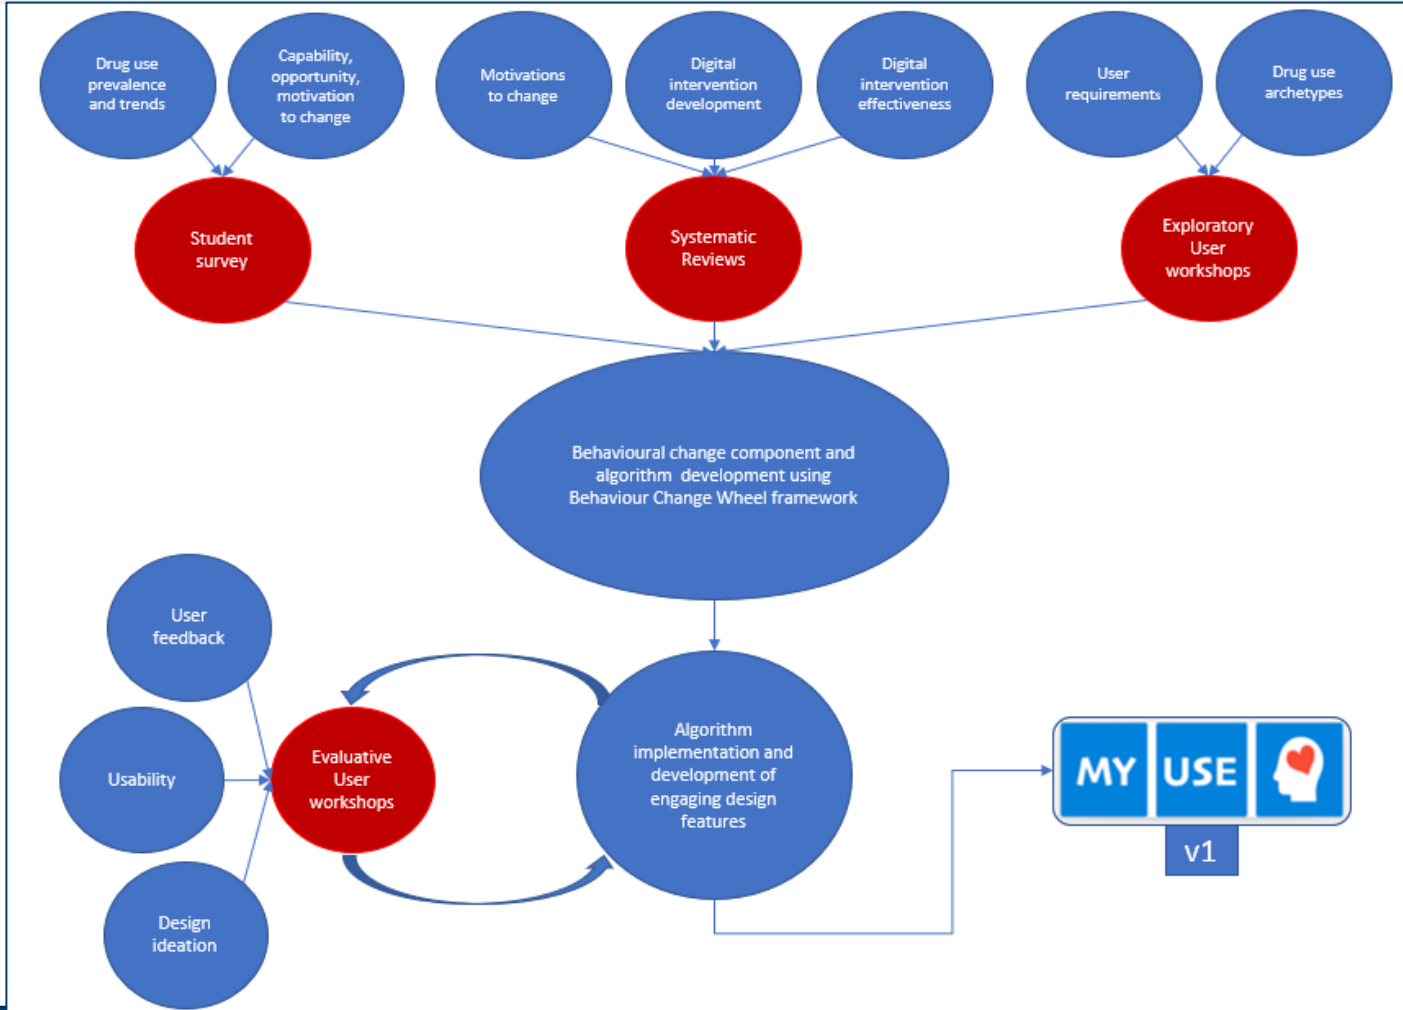 Drug use
prevalence
and trends
Capability,
opportunity,
motivation
to change
Motivations
to change
Digital
intervention
development
Digital
intervention
effectiveness
User
requirements
Drug use
archetypes
Student
survey
Systematic
Reviews
Exploratory
User
workshops
Behavioural change component and
algorithm development using
Behaviour Change Wheel framework
User
feedback
Usability
Design
ideation
Evaluative
User
workshops
Algorithm
implementation and
development of
engaging design
features
MY USE
v1